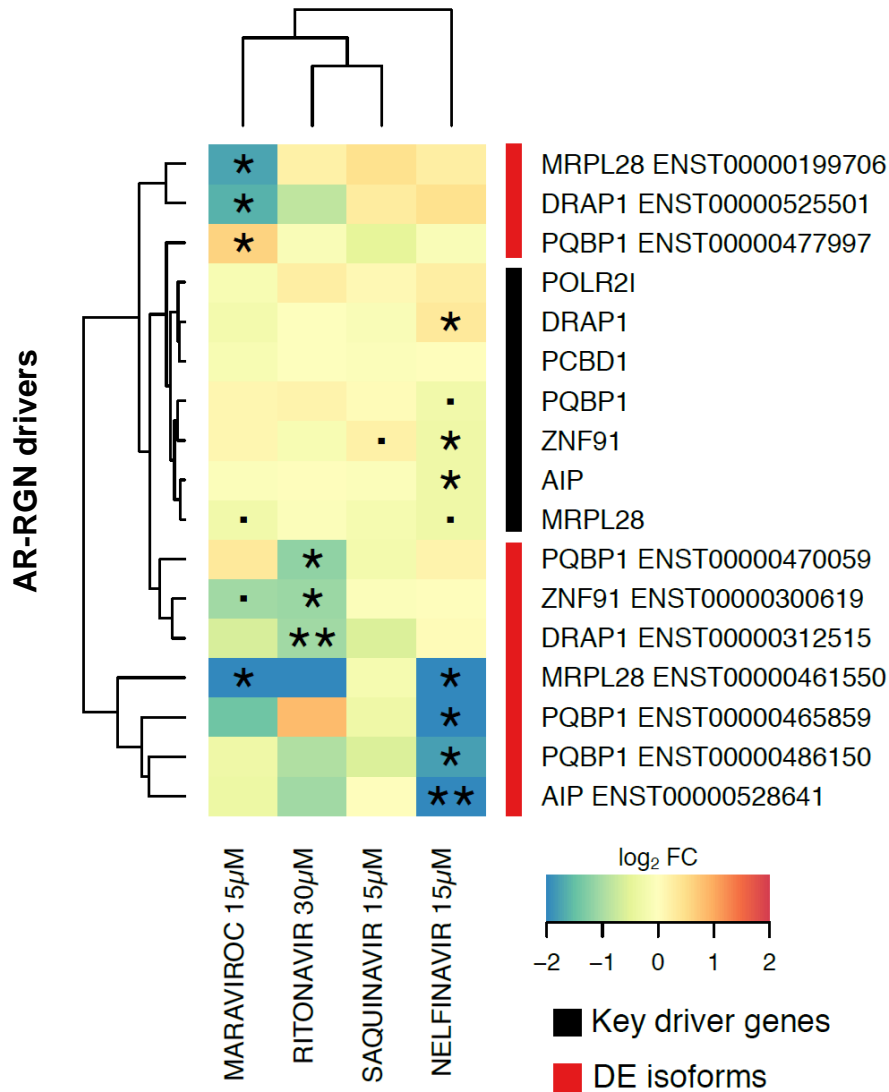 AR-RGN drivers
* MRPL28 ENST00000199706
* DRAP1 ENST00000525501
* PQBP1 ENST00000477997
POLR2I
* DRAP1
PCBD1
. PQBP1
. * ZNF91
* AIP
. . MRPL28
* PQBP1 ENST00000470059
. * ZNF91 ENST00000300619
** DRAP1 ENST00000312515
* * MRPL28 ENST00000461550
* PQBP1 ENST00000465859
* PQBP1 ENST00000486150
** AIP ENST00000528641
MARAVIROC 15µM
RITONAVIR 30µM
SAQUINAVIR 15µM
NELFINAVIR 15µM
log₂ FC
−2 −1 0 1 2
Key driver genes
DE isoforms